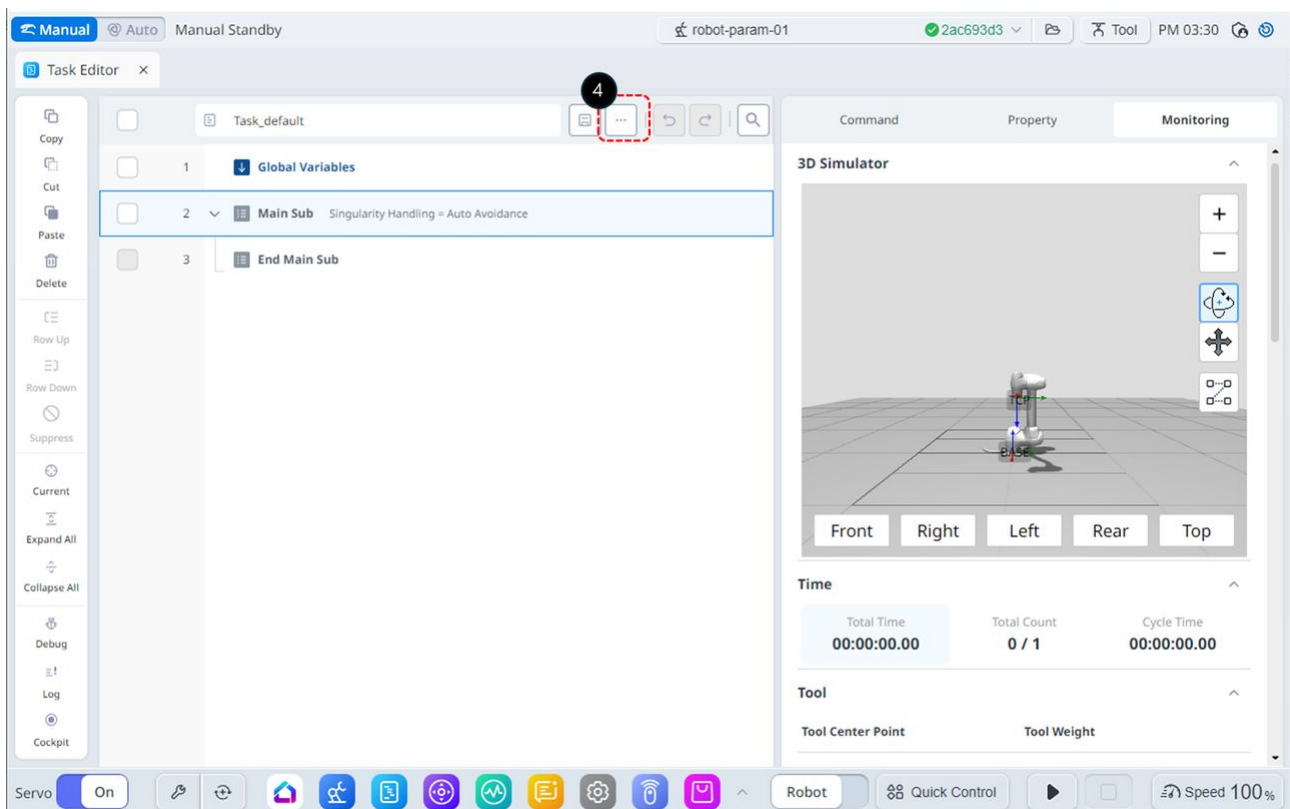 Manual Auto Manual Standby robot-param-01 2ac693d3 Tool PM 03:30
Task Editor ×
4
Copy
Cut
Paste
Delete
Row Up
Row Down
Suppress
Current
Expand All
Collapse All
Debug
Log
Cockpit
Task_default ...
1 Global Variables
2 Main Sub Singularity Handling = Auto Avoidance
3 End Main Sub
Command Property Monitoring
3D Simulator
+
−
TCP
BASE
Front Right Left Rear Top
Time
Total Time Total Count Cycle Time
00:00:00.00 0 / 1 00:00:00.00
Tool
Tool Center Point Tool Weight
Servo On Robot Quick Control Speed 100 %